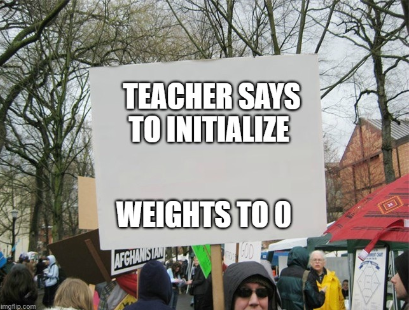 TEACHER SAYS
TO INITIALIZE
WEIGHTS TO 0
AFGHANISTAN
imgflip.com